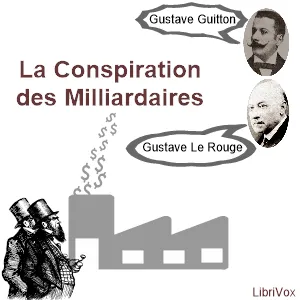 Gustave Guitton
La Conspiration
des Milliardaires
Gustave Le Rouge
$
$
$
$
$
$
LibriVox